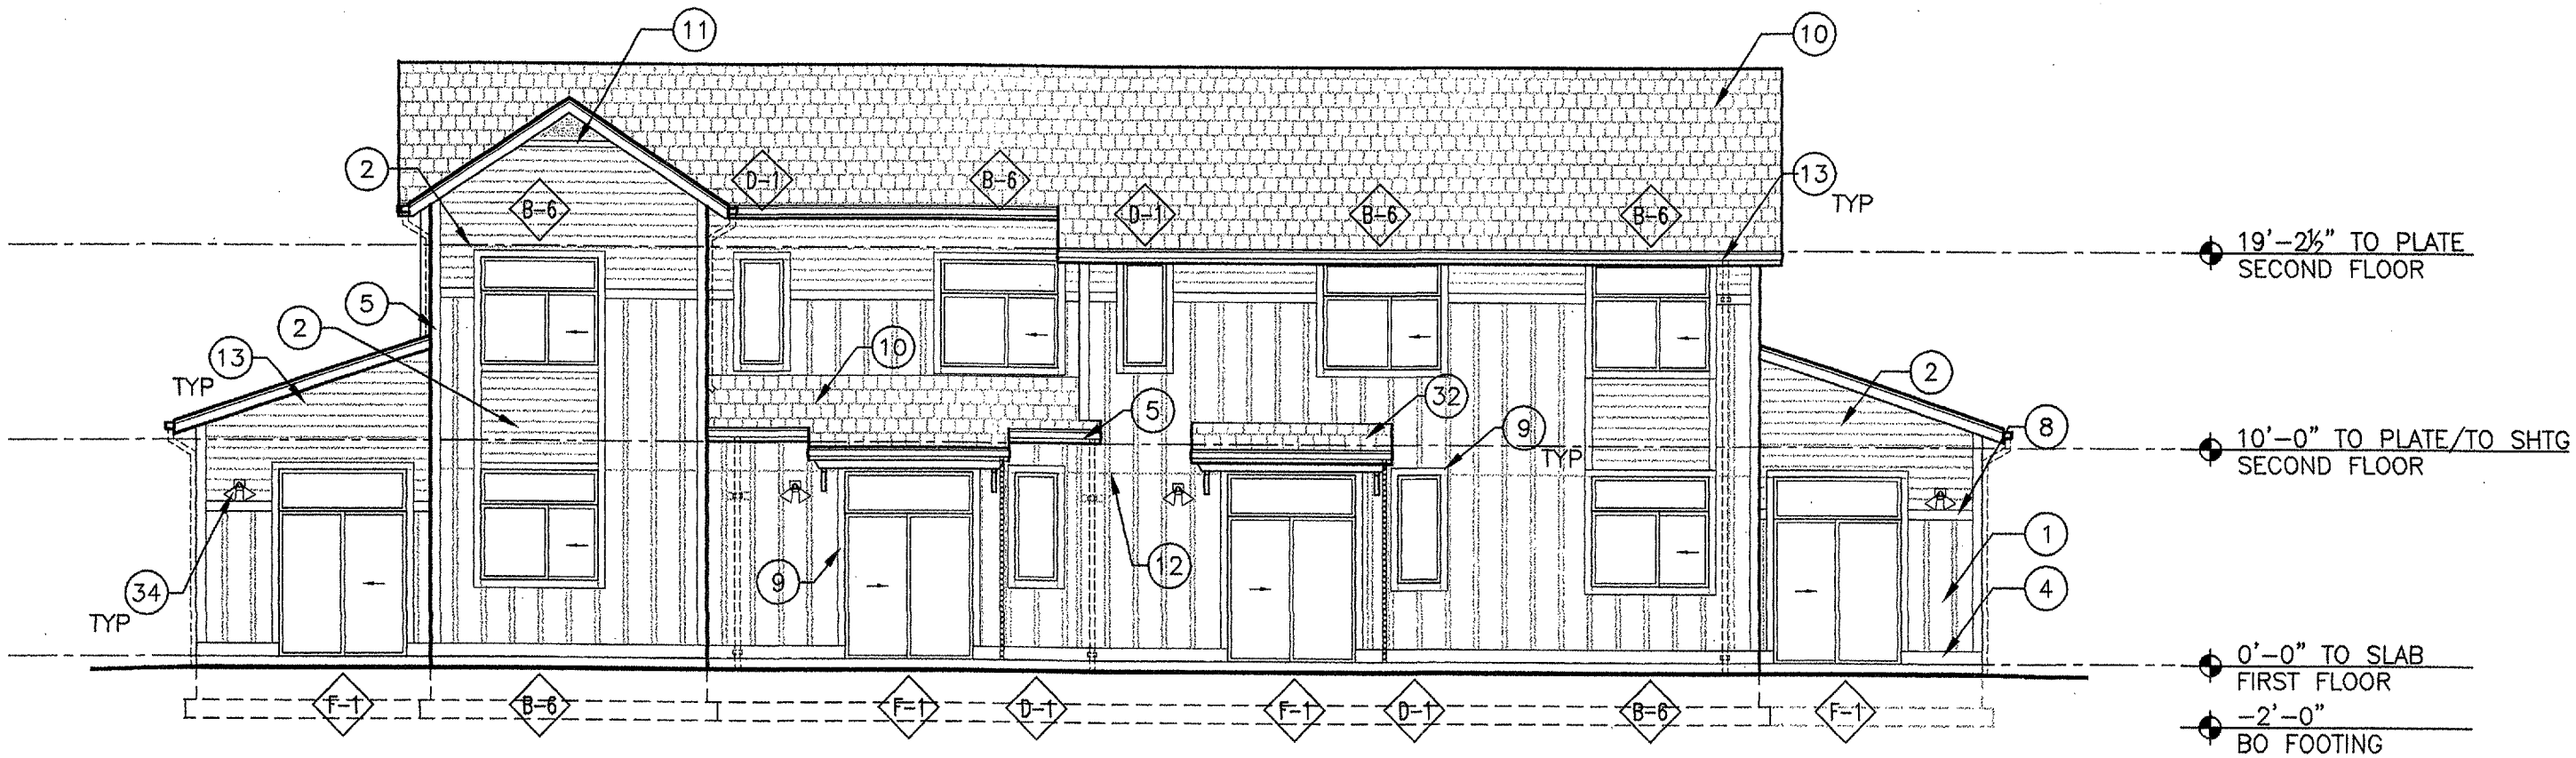 11
10
2
D-1
B-6
B-6
D-1
B-6
B-6
13
TYP
19'-2½" TO PLATE
SECOND FLOOR
5
2
13
TYP
10
5
32
9
TYP
2
8
10'-0" TO PLATE/TO SHTG
SECOND FLOOR
34
TYP
9
12
1
4
0'-0" TO SLAB
FIRST FLOOR
F-1
B-6
F-1
D-1
F-1
D-1
B-6
F-1
-2'-0"
BO FOOTING